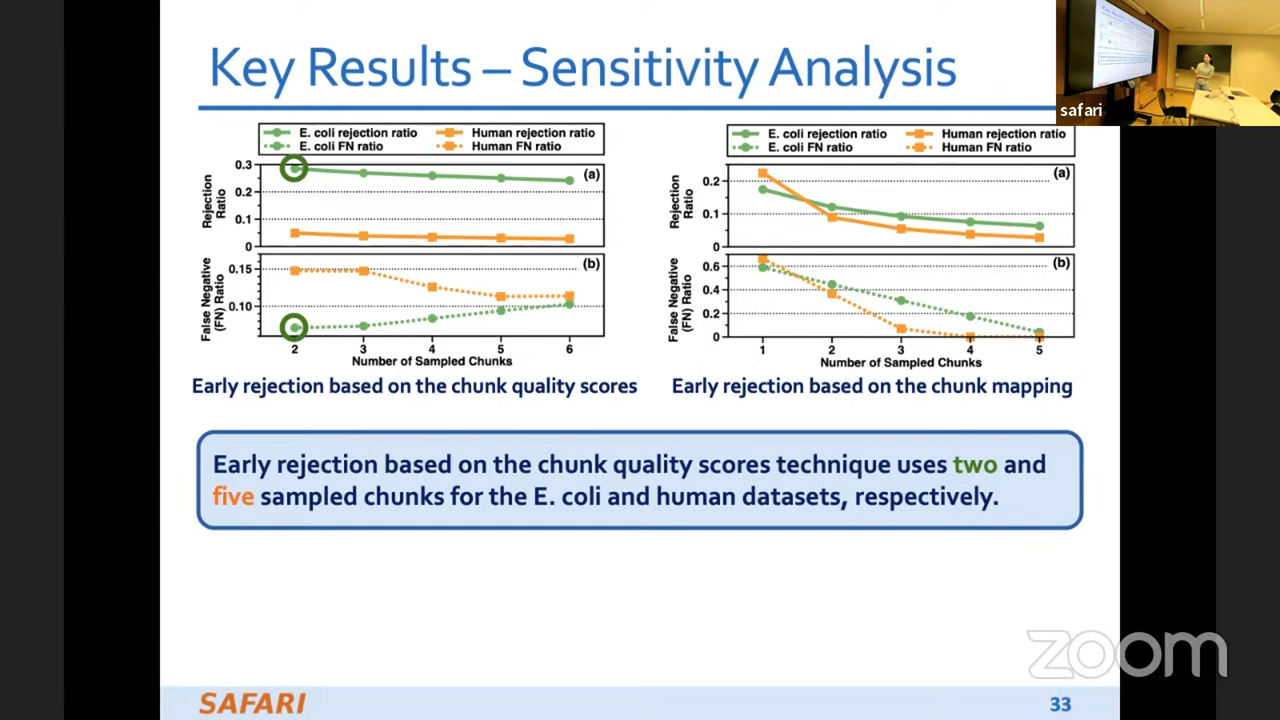 Key Results – Sensitivity Analysis
safari
E. coli rejection ratio
Human rejection ratio
E. coli FN ratio
Human FN ratio
Rejection
Ratio
0.3
0.2
0.1
0
(a)
False Negative
(FN) Ratio
0.15
0.10
(b)
2 3 4 5 6
Number of Sampled Chunks
Early rejection based on the chunk quality scores
E. coli rejection ratio
Human rejection ratio
E. coli FN ratio
Human FN ratio
Rejection
Ratio
0.2
0.1
0
(a)
False Negative
(FN) Ratio
0.6
0.4
0.2
0
(b)
1 2 3 4 5
Number of Sampled Chunks
Early rejection based on the chunk mapping
Early rejection based on the chunk quality scores technique uses two and
five sampled chunks for the E. coli and human datasets, respectively.
zoom
SAFARI
33